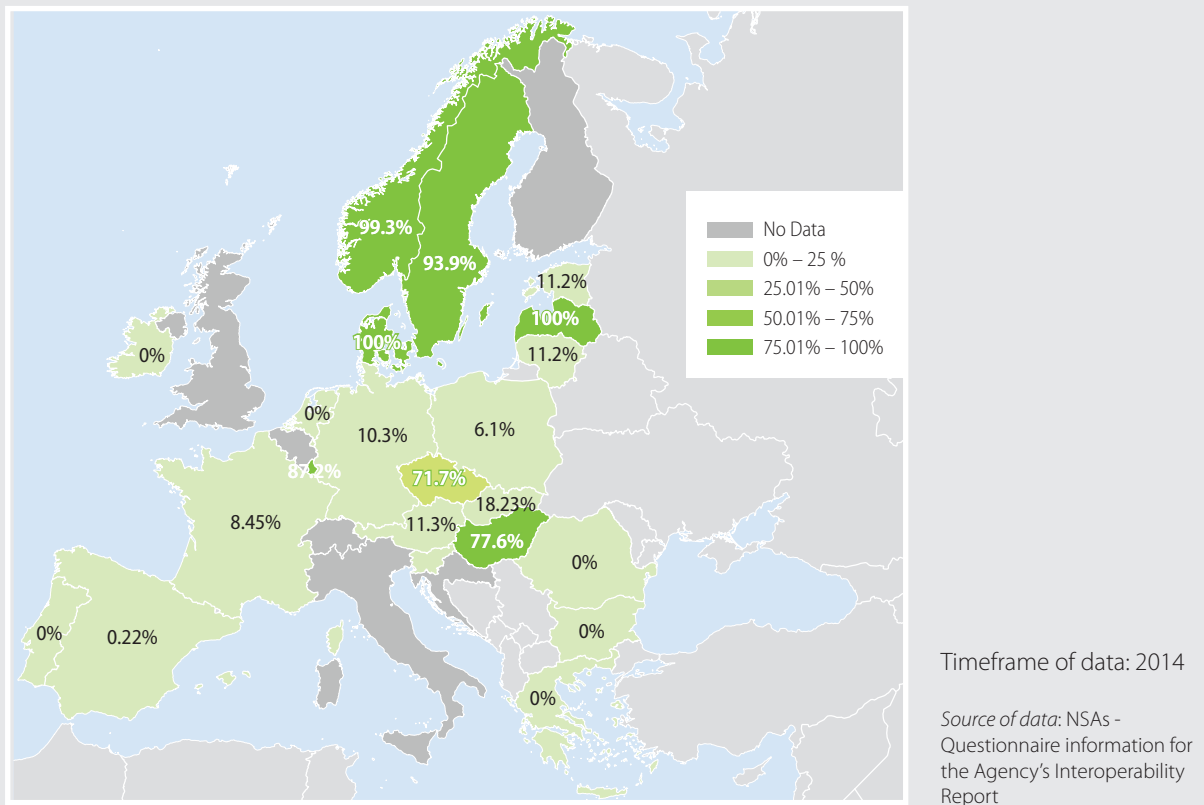 99.3%
93.9%
No Data
0% – 25 %
25.01% – 50%
50.01% – 75%
75.01% – 100%
11.2%
100%
100%
0%
11.2%
0%
10.3%
6.1%
87.2%
71.7%
18.23%
8.45%
11.3%
77.6%
0%
0%
0.22%
0%
0%
Timeframe of data: 2014
Source of data: NSAs -
Questionnaire information for
the Agency’s Interoperability
Report